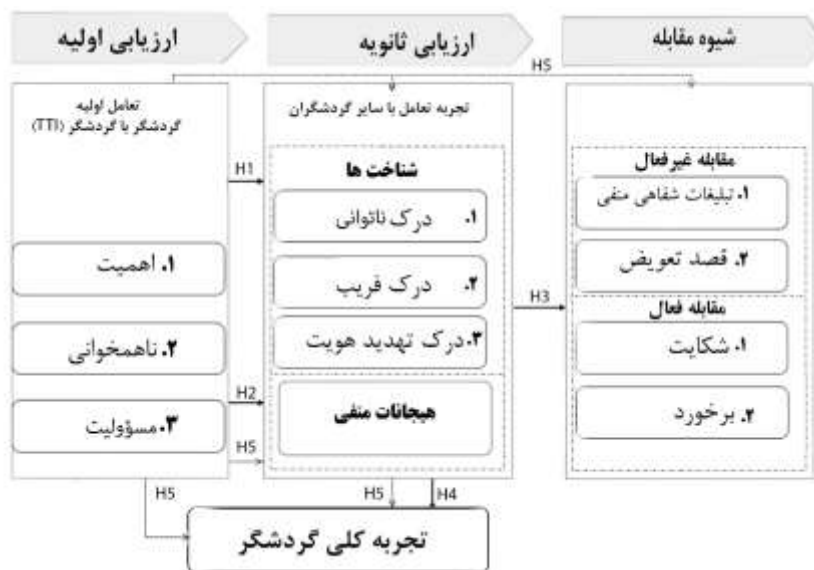 ارزیابی اولیه
ارزیابی ثانویه
شیوه مقابله
H5
تعامل اولیه
گردشگر با گردشگر (TTI)
۱. اهمیت
۲. ناهمخوانی
۳. مسؤولیت
H1
H2
H5
تجربه تعامل با سایر گردشگران
شناخت ها
۱. درک ناتوانی
۲. درک فریب
۳. درک تهدید هویت
هیجانات منفی
H3
مقابله غیرفعال
۱. تبلیغات شفاهی منفی
۲. قصد تعویض
مقابله فعال
۱. شکایت
۲. برخورد
H5
H5
H4
تجربه کلی گردشگر